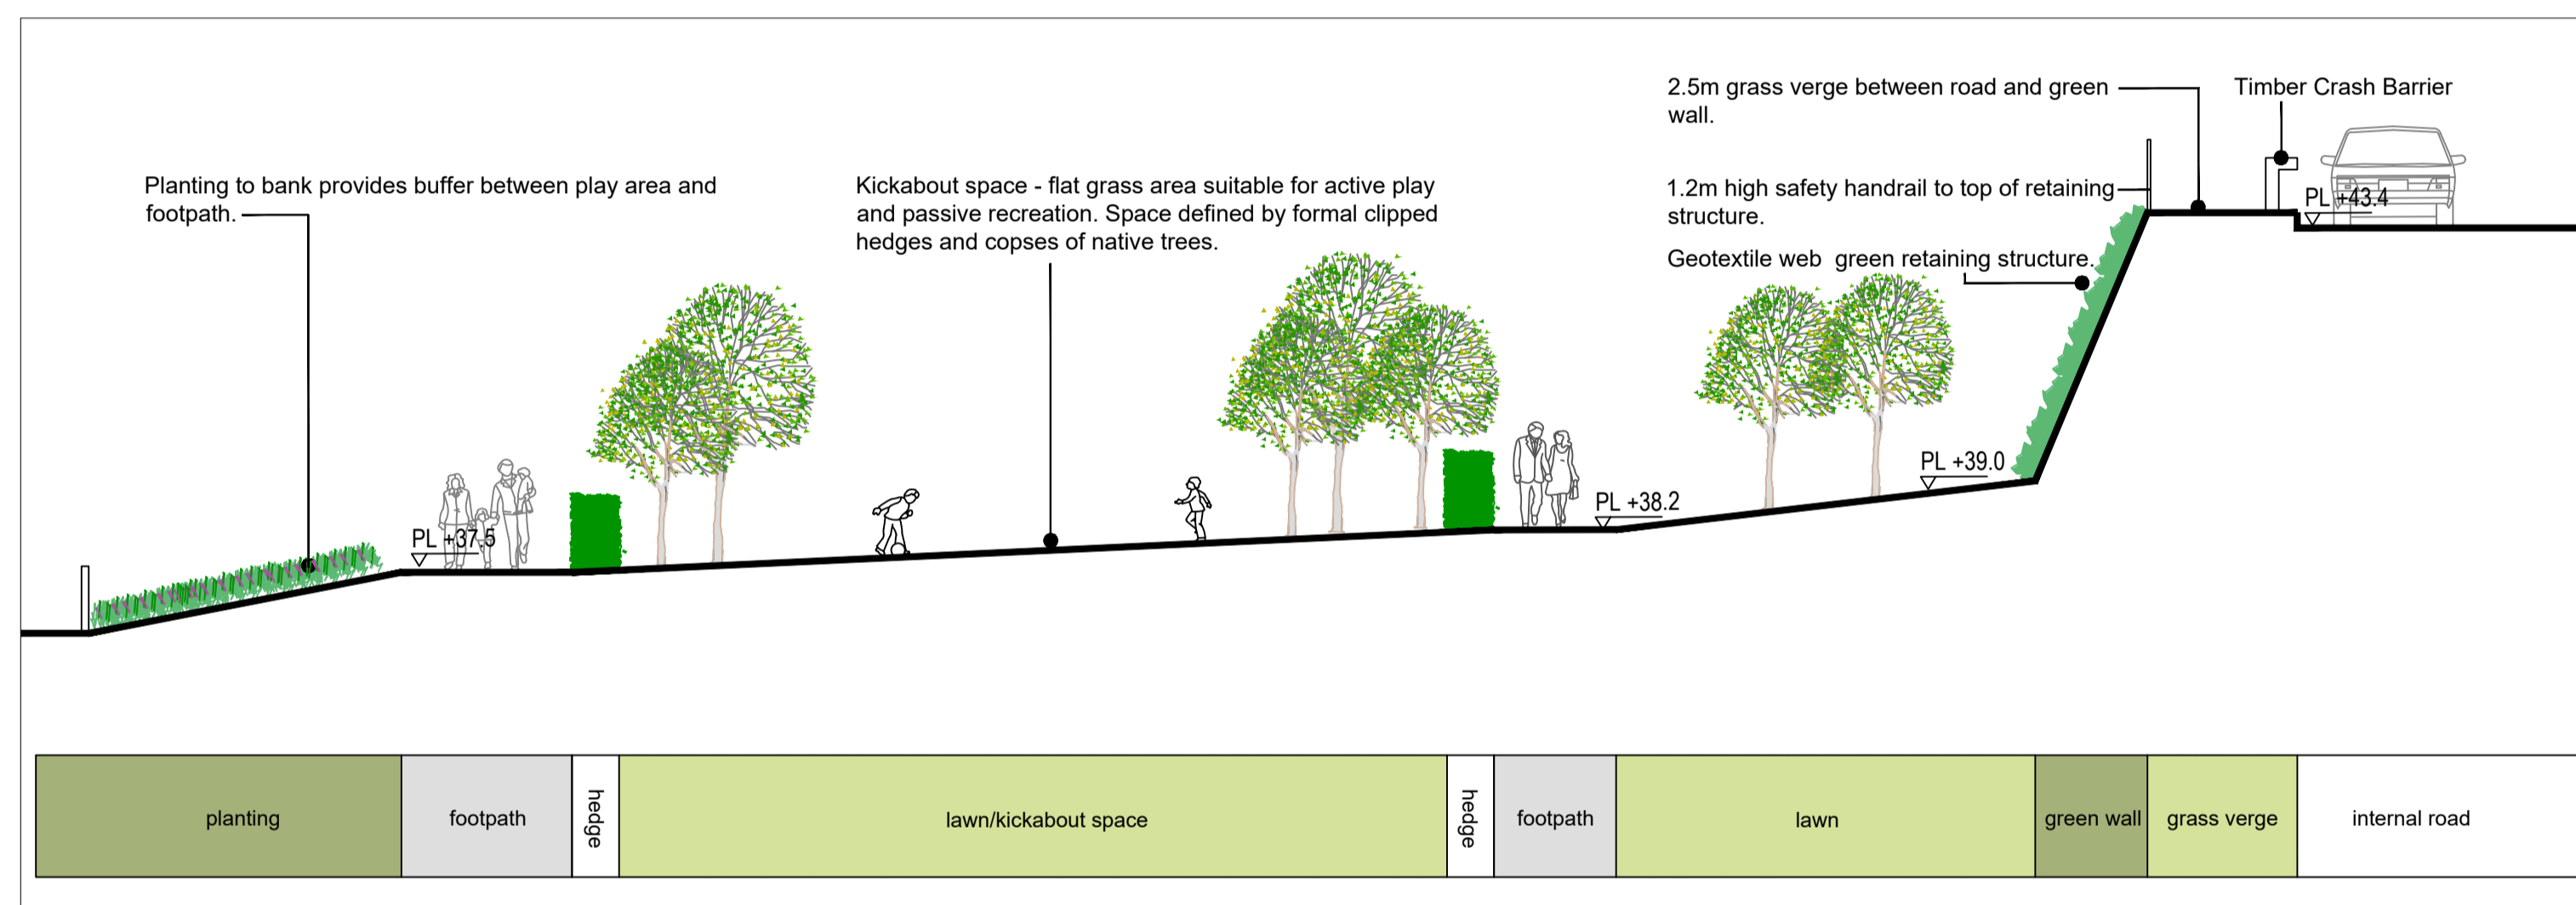 2.5m grass verge between road and green
wall.
Timber Crash Barrier
Planting to bank provides buffer between play area and
footpath.
Kickabout space - flat grass area suitable for active play
and passive recreation. Space defined by formal clipped
hedges and copses of native trees.
1.2m high safety handrail to top of retaining
structure.
PL +43.4
Geotextile web green retaining structure.
PL +39.0
PL +38.2
PL +37.5
planting
footpath
hedge
lawn/kickabout space
hedge
footpath
lawn
green wall
grass verge
internal road